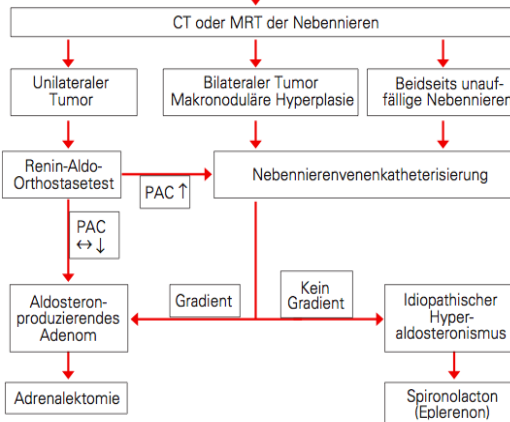 CT oder MRT der Nebennieren
Unilateraler
Tumor
Bilateraler Tumor
Makronoduläre Hyperplasie
Beidseits unauf-
fällige Nebennieren
Renin-Aldo-
Orthostasetest
PAC ↑
Nebennierenvenenkatheterisierung
PAC
↔↓
Aldosteron-
produzierendes
Adenom
Gradient
Kein
Gradient
Idiopathischer
Hyper-
aldosteronismus
Adrenalektomie
Spironolacton
(Eplerenon)